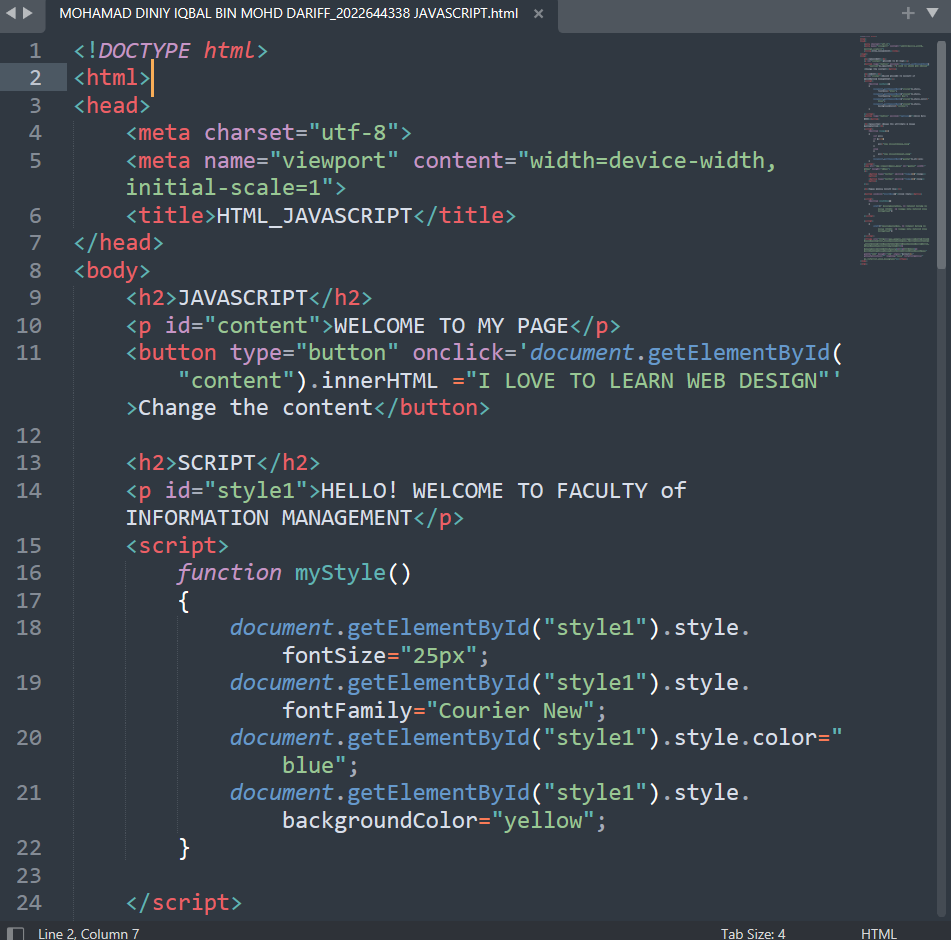 MOHAMAD DINIY IQBAL BIN MOHD DARIFF_2022644338 JAVASCRIPT.html ×
1 <!DOCTYPE html>
2 <html>
3 <head>
4 <meta charset="utf-8">
5 <meta name="viewport" content="width=device-width,
initial-scale=1">
6 <title>HTML_JAVASCRIPT</title>
7 </head>
8 <body>
9 <h2>JAVASCRIPT</h2>
10 <p id="content">WELCOME TO MY PAGE</p>
11 <button type="button" onclick='document.getElementById(
"content").innerHTML ="I LOVE TO LEARN WEB DESIGN"'
>Change the content</button>
12
13 <h2>SCRIPT</h2>
14 <p id="style1">HELLO! WELCOME TO FACULTY of
INFORMATION MANAGEMENT</p>
15 <script>
16 function myStyle()
17 {
18 document.getElementById("style1").style.
fontSize="25px";
19 document.getElementById("style1").style.
fontFamily="Courier New";
20 document.getElementById("style1").style.color="
blue";
21 document.getElementById("style1").style.
backgroundColor="yellow";
22 }
23
24 </script>
Line 2, Column 7 Tab Size: 4 HTML